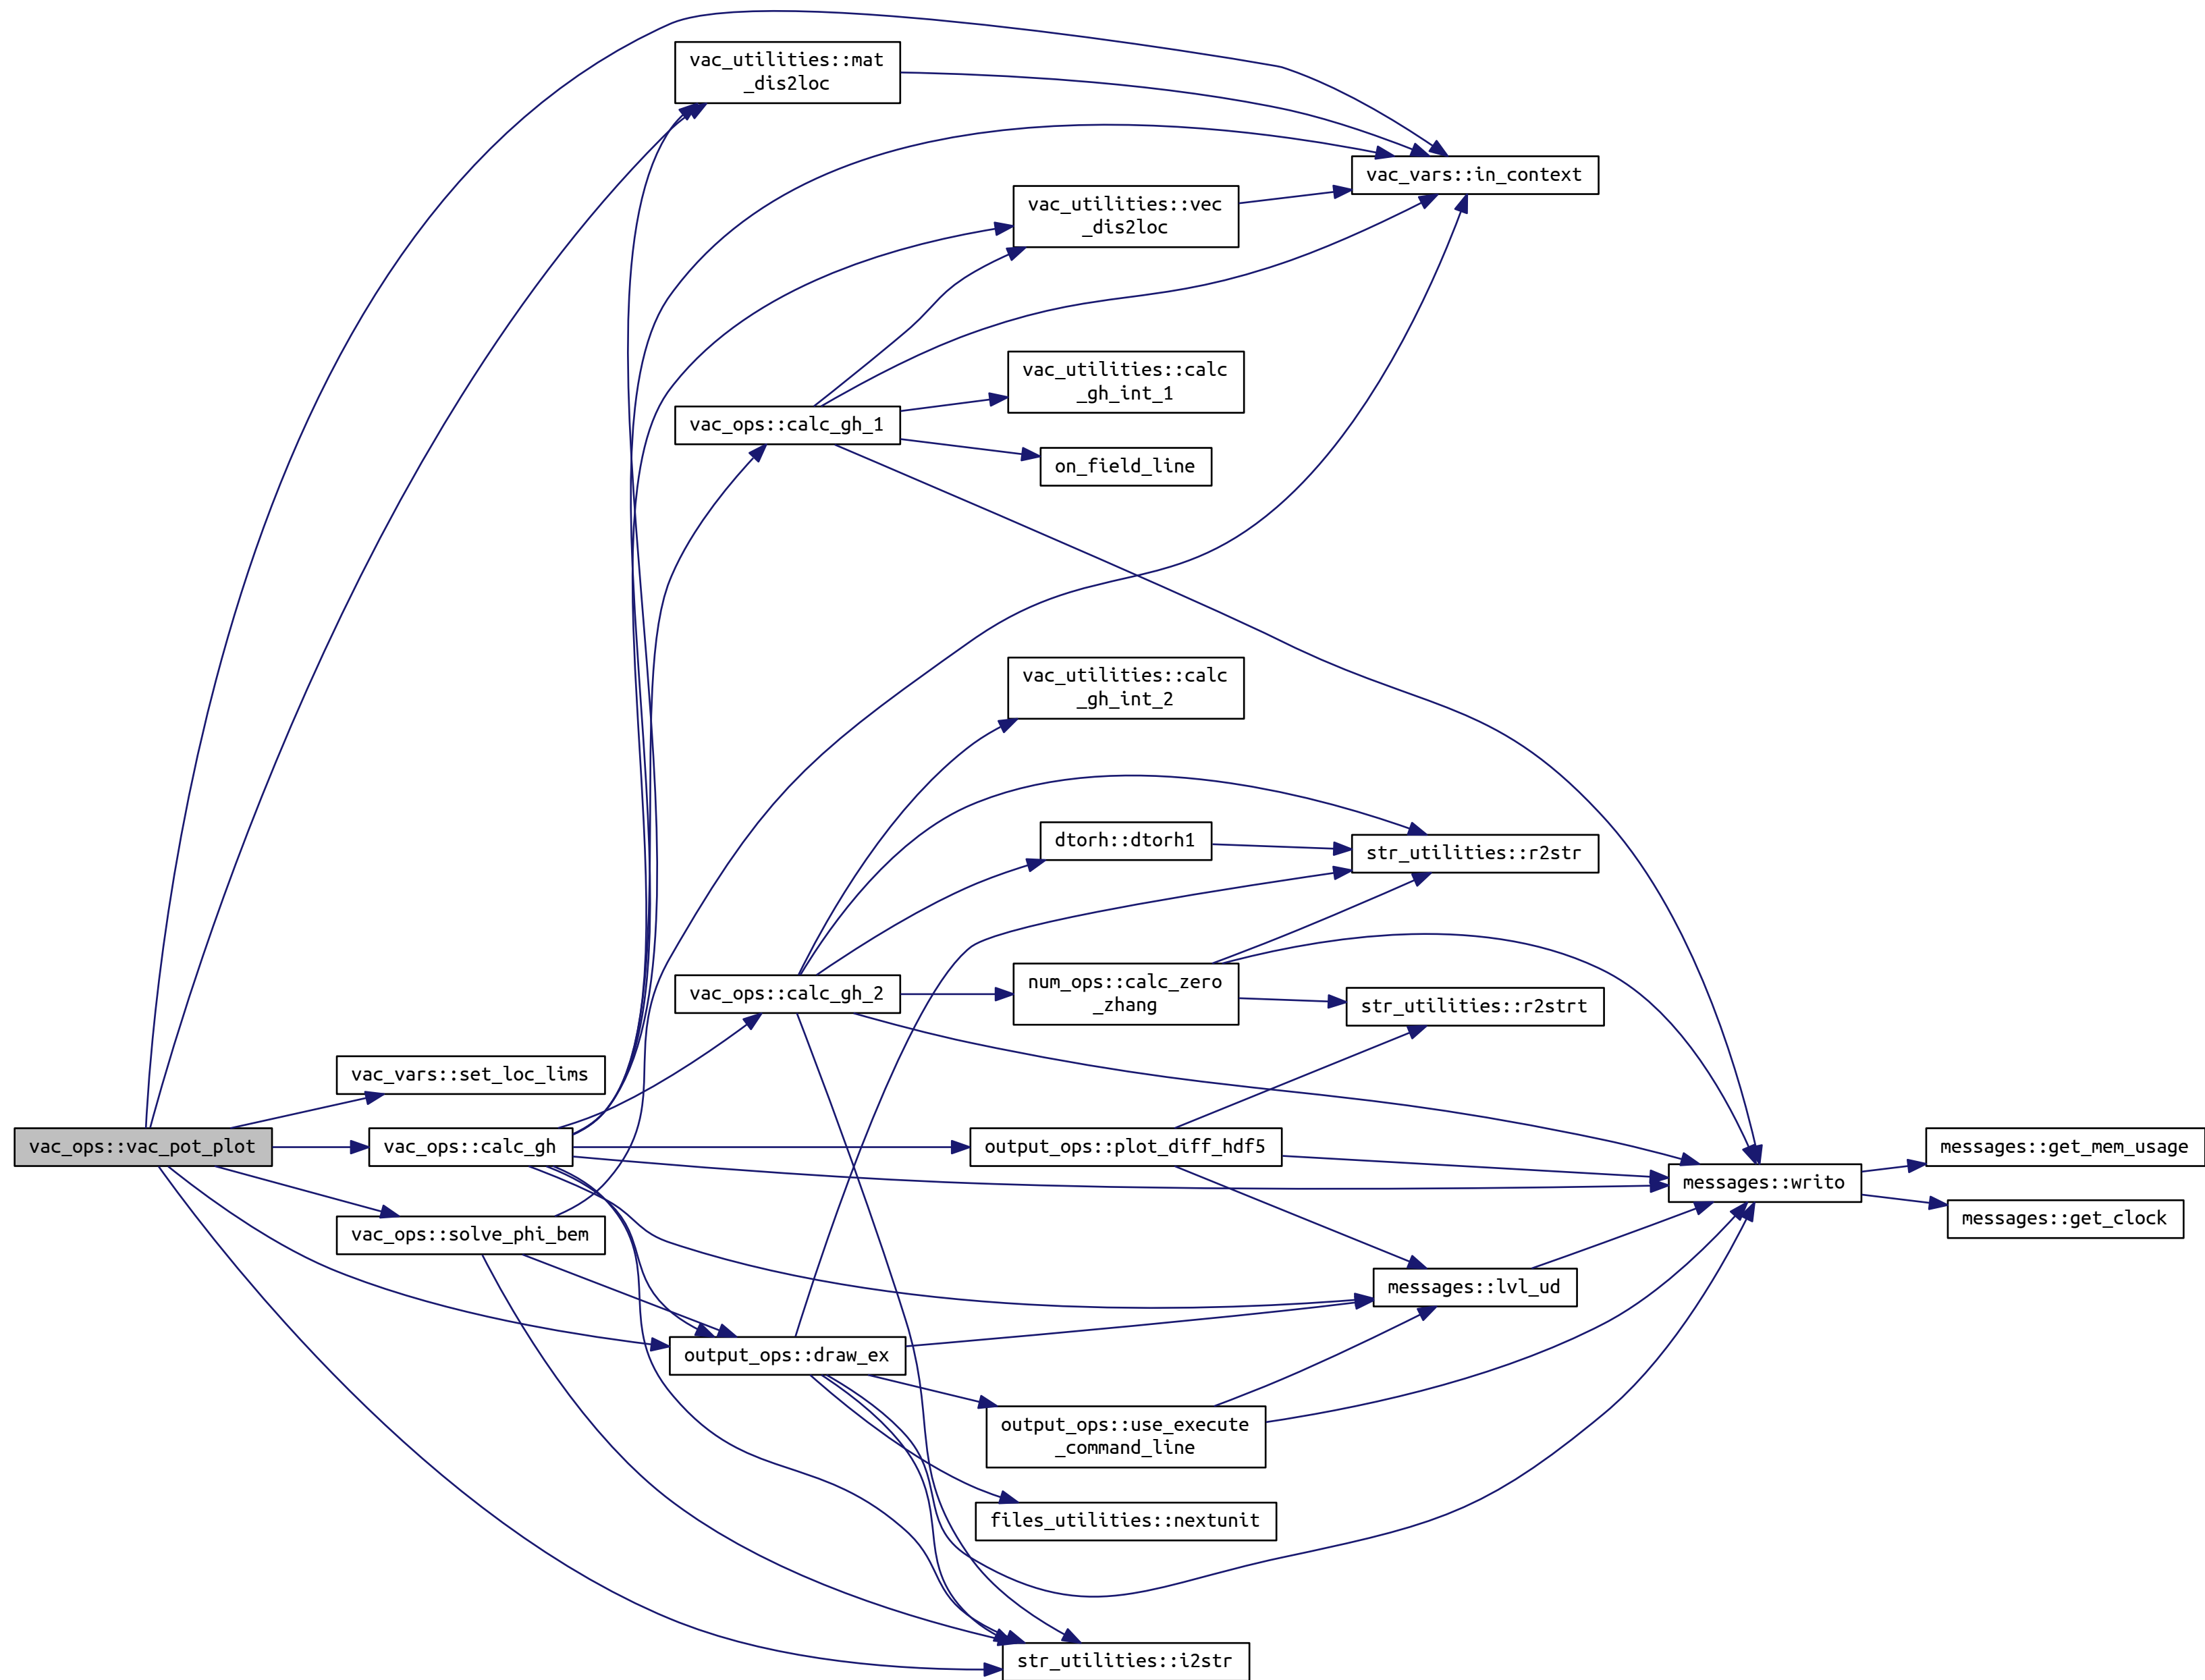 vac_utilities::mat
_dis2loc
vac_vars::in_context
vac_utilities::vec
_dis2loc
vac_utilities::calc
_gh_int_1
vac_ops::calc_gh_1
on_field_line
vac_utilities::calc
_gh_int_2
dtorh::dtorh1
str_utilities::r2str
vac_ops::calc_gh_2
num_ops::calc_zero
_zhang
str_utilities::r2strt
vac_vars::set_loc_lims
vac_ops::vac_pot_plot
vac_ops::calc_gh
output_ops::plot_diff_hdf5
messages::get_mem_usage
messages::writo
messages::get_clock
vac_ops::solve_phi_bem
messages::lvl_ud
output_ops::draw_ex
output_ops::use_execute
_command_line
files_utilities::nextunit
str_utilities::i2str